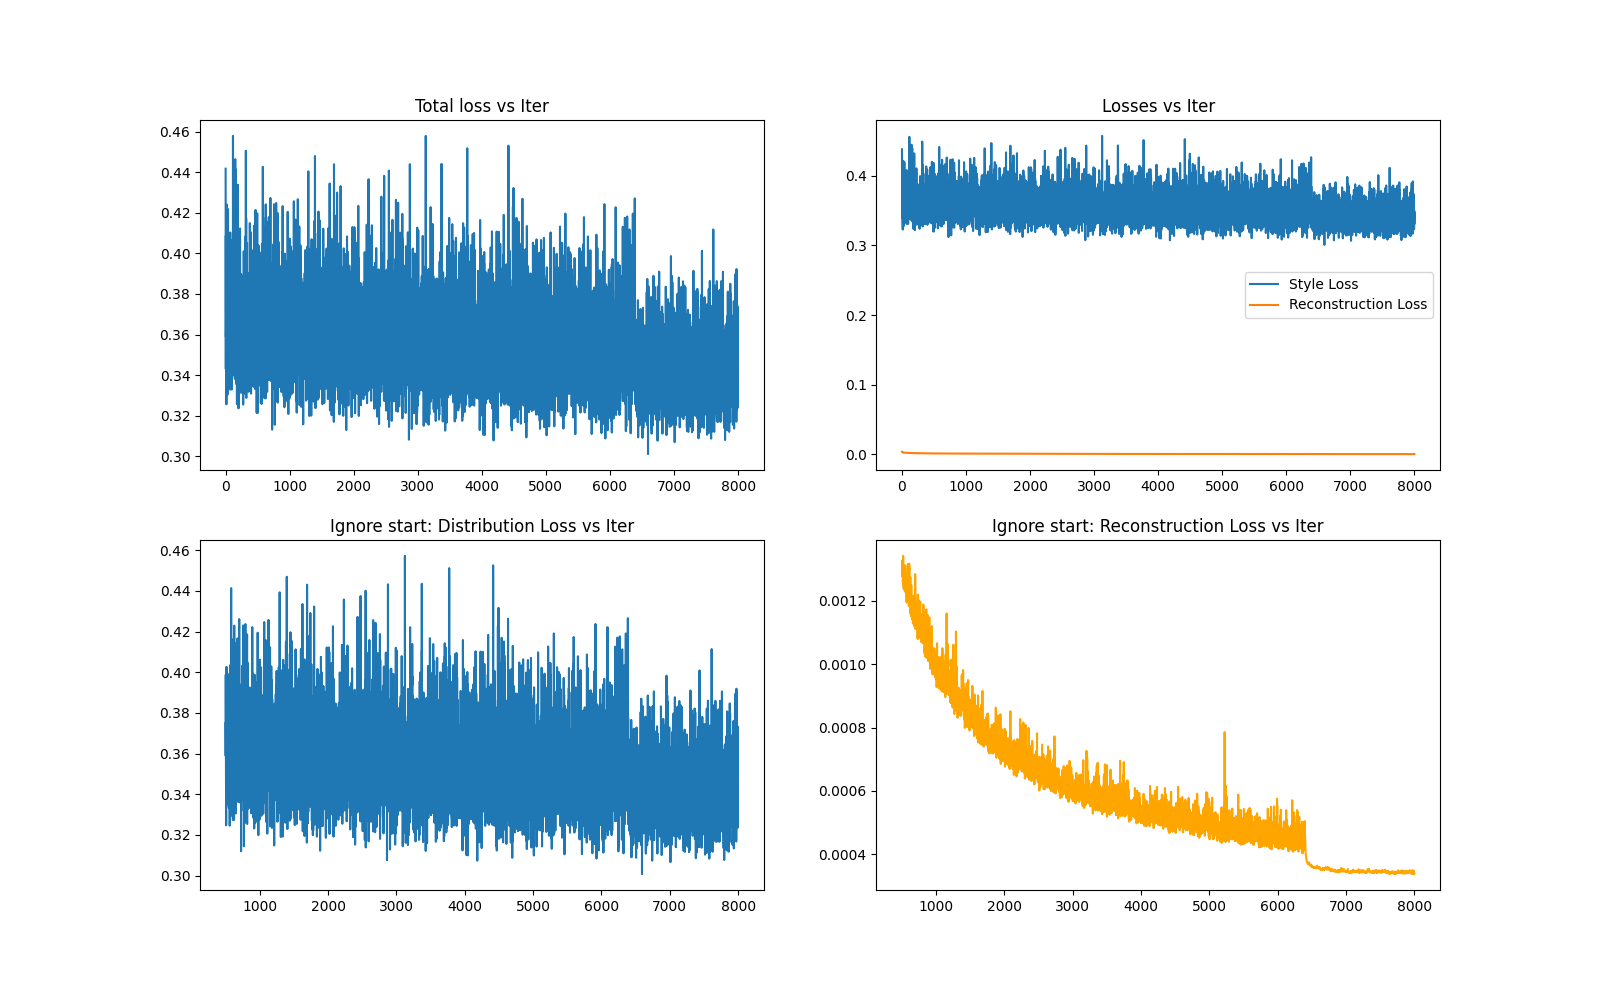 Total loss vs Iter
0.46
0.44
0.42
0.40
0.38
0.36
0.34
0.32
0.30
0 1000 2000 3000 4000 5000 6000 7000 8000
Losses vs Iter
0.4
0.3
0.2
0.1
0.0
Style Loss
Reconstruction Loss
0 1000 2000 3000 4000 5000 6000 7000 8000
Ignore start: Distribution Loss vs Iter
0.46
0.44
0.42
0.40
0.38
0.36
0.34
0.32
0.30
1000 2000 3000 4000 5000 6000 7000 8000
Ignore start: Reconstruction Loss vs Iter
0.0012
0.0010
0.0008
0.0006
0.0004
1000 2000 3000 4000 5000 6000 7000 8000